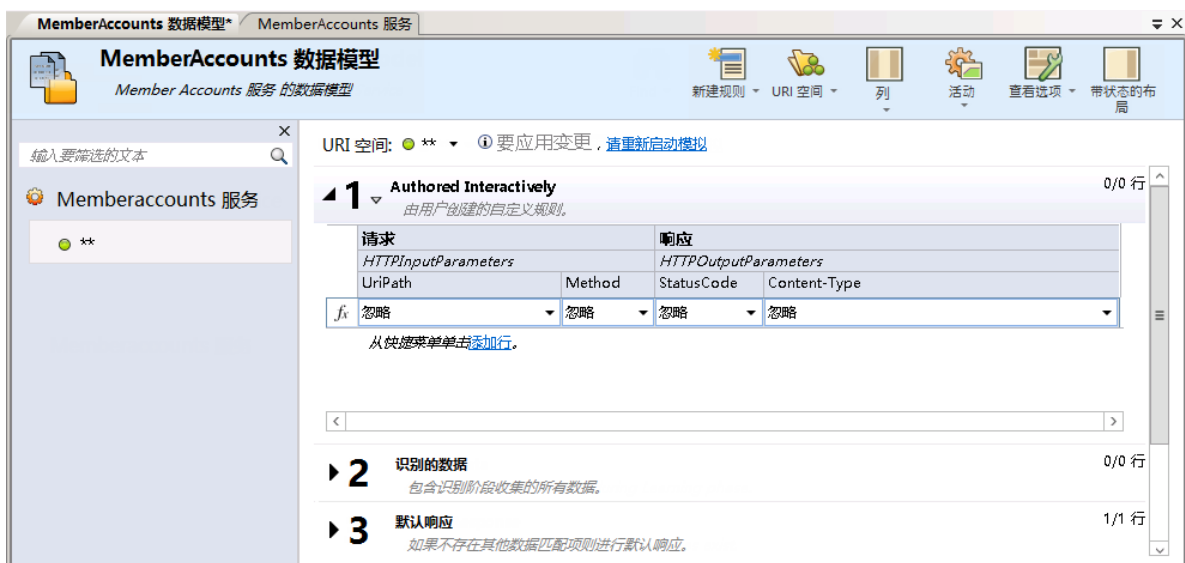 MemberAccounts 数据模型* MemberAccounts 服务
MemberAccounts 数据模型
Member Accounts 服务 的数据模型
新建规则 URI 空间 列 活动 查看选项 带状态的布局
输入要筛选的文本
URI 空间: ** 要应用变更,请重新启动模拟
Memberaccounts 服务
**
1 Authored Interactively 0/0 行
由用户创建的自定义规则。
请求 响应
HTTPInputParameters HTTPOutputParameters
UriPath Method StatusCode Content-Type
fx 忽略 忽略 忽略 忽略
从快捷菜单单击添加行。
2 识别的数据 0/0 行
包含识别阶段收集的所有数据。
3 默认响应 1/1 行
如果不存在其他数据匹配项则进行默认响应。